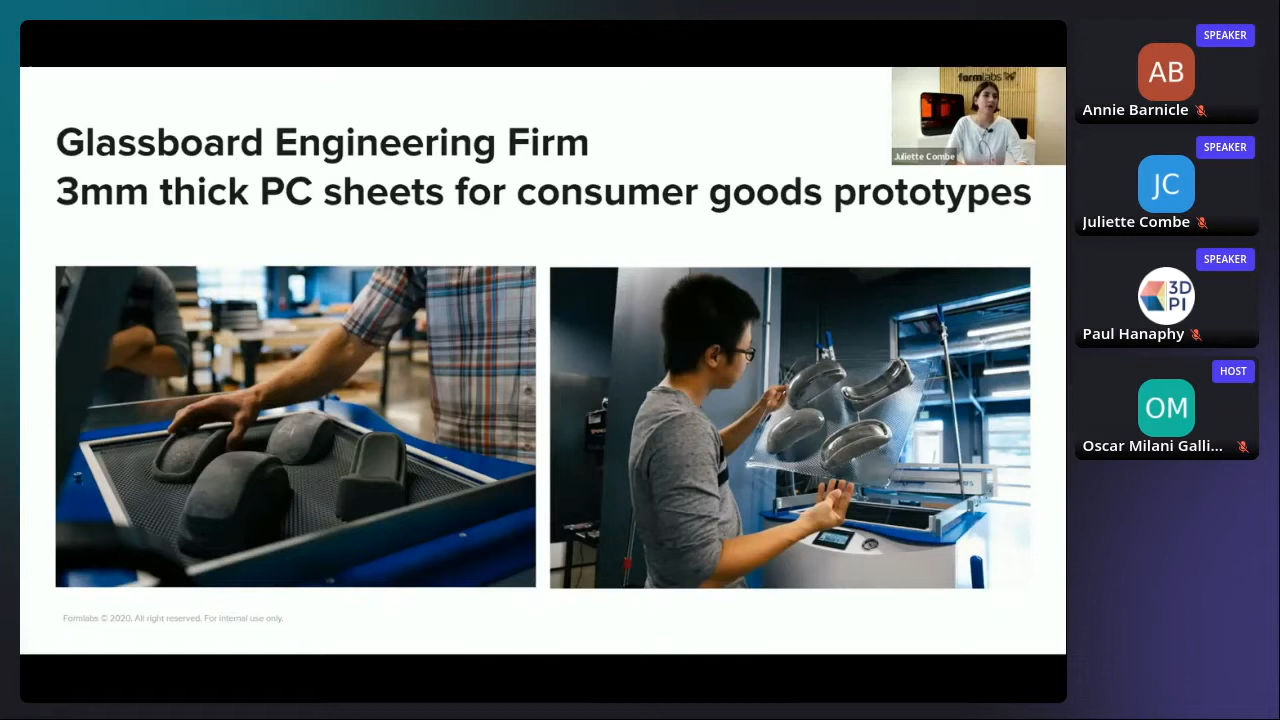 Glassboard Engineering Firm
3mm thick PC sheets for consumer goods prototypes
formlabs
Juliette Combe
Formlabs © 2020. All right reserved. For internal use only.
SPEAKER
AB
Annie Barnicle
SPEAKER
JC
Juliette Combe
SPEAKER
3D
PI
Paul Hanaphy
HOST
OM
Oscar Milani Galli...